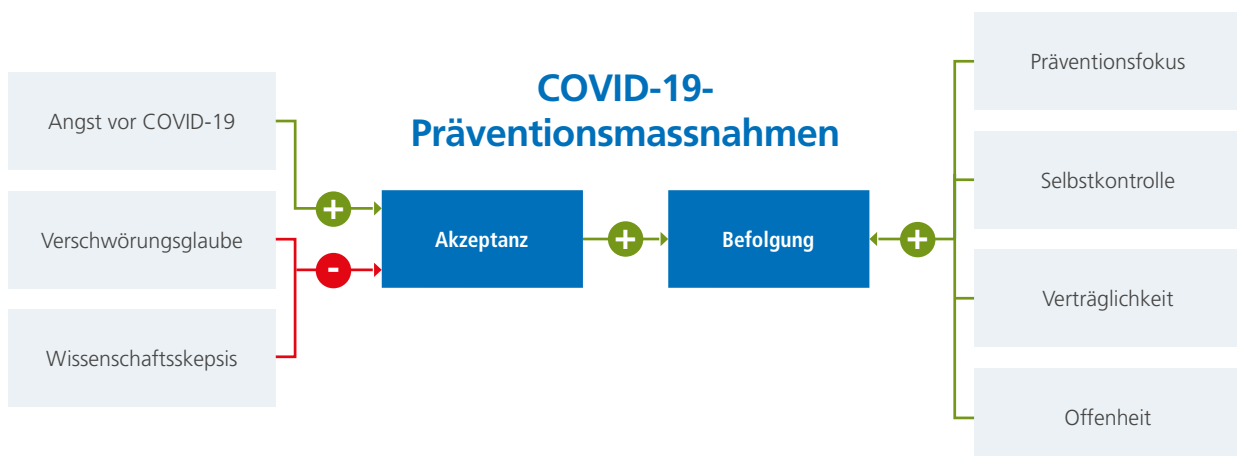 COVID-19-
Präventionsmassnahmen
Angst vor COVID-19
Verschwörungsglaube
Wissenschaftsskepsis
+
-
Akzeptanz
+
Befolgung
+
Präventionsfokus
Selbstkontrolle
Verträglichkeit
Offenheit